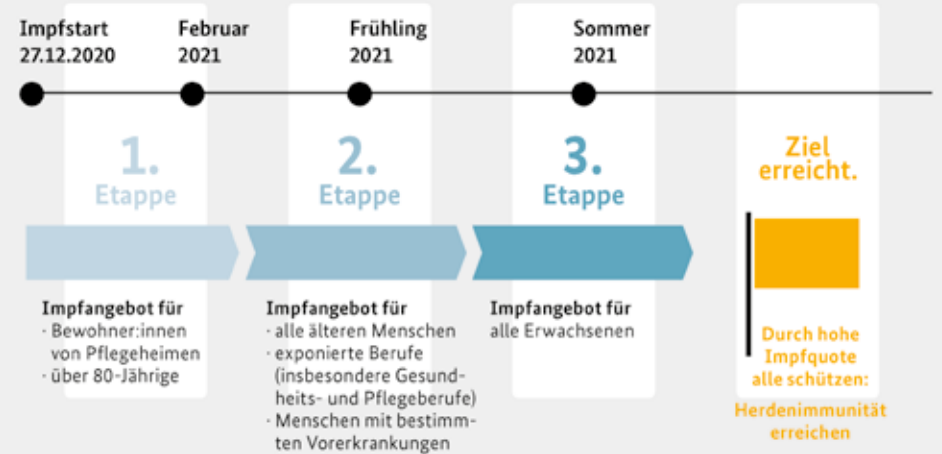 Impfstart
27.12.2020
Februar
2021
Frühling
2021
Sommer
2021
1.
Etappe
2.
Etappe
3.
Etappe
Ziel
erreicht.
Impfangebot für
· Bewohner:innen
von Pflegeheimen
· über 80-Jährige
Impfangebot für
· alle älteren Menschen
· exponierte Berufe
(insbesondere Gesund-
heits- und Pflegeberufe)
· Menschen mit bestimm-
ten Vorerkrankungen
Impfangebot für
alle Erwachsenen
Durch hohe
Impfquote
alle schützen:
Herdenimmunität
erreichen